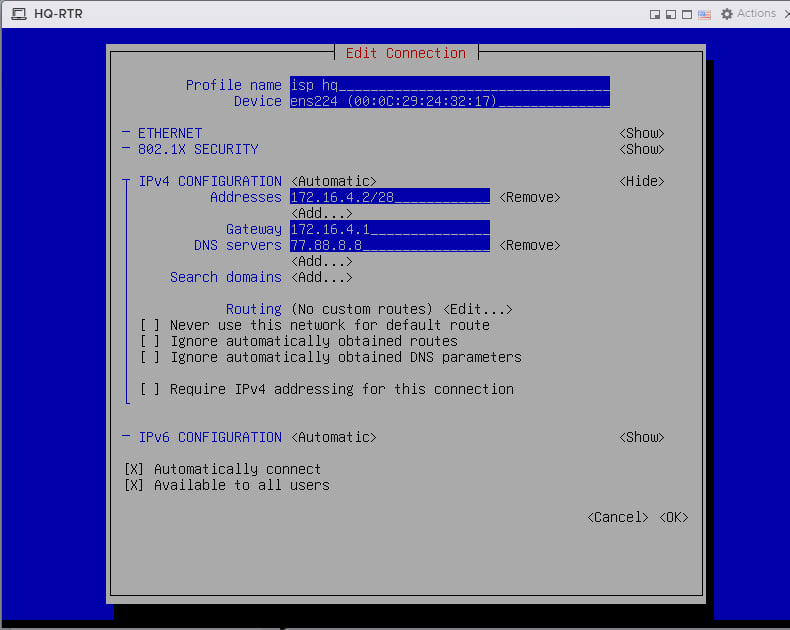 HQ-RTR Actions
Edit Connection
Profile name isp hq
Device ens224 (00:0C:29:24:32:17)
ETHERNET <Show>
802.1X SECURITY <Show>
IPv4 CONFIGURATION <Automatic> <Hide>
Addresses 172.16.4.2/28 <Remove>
<Add...>
Gateway 172.16.4.1
DNS servers 77.88.8.8 <Remove>
<Add...>
Search domains <Add...>
Routing (No custom routes) <Edit...>
[ ] Never use this network for default route
[ ] Ignore automatically obtained routes
[ ] Ignore automatically obtained DNS parameters
[ ] Require IPv4 addressing for this connection
IPv6 CONFIGURATION <Automatic> <Show>
[X] Automatically connect
[X] Available to all users
<Cancel> <OK>